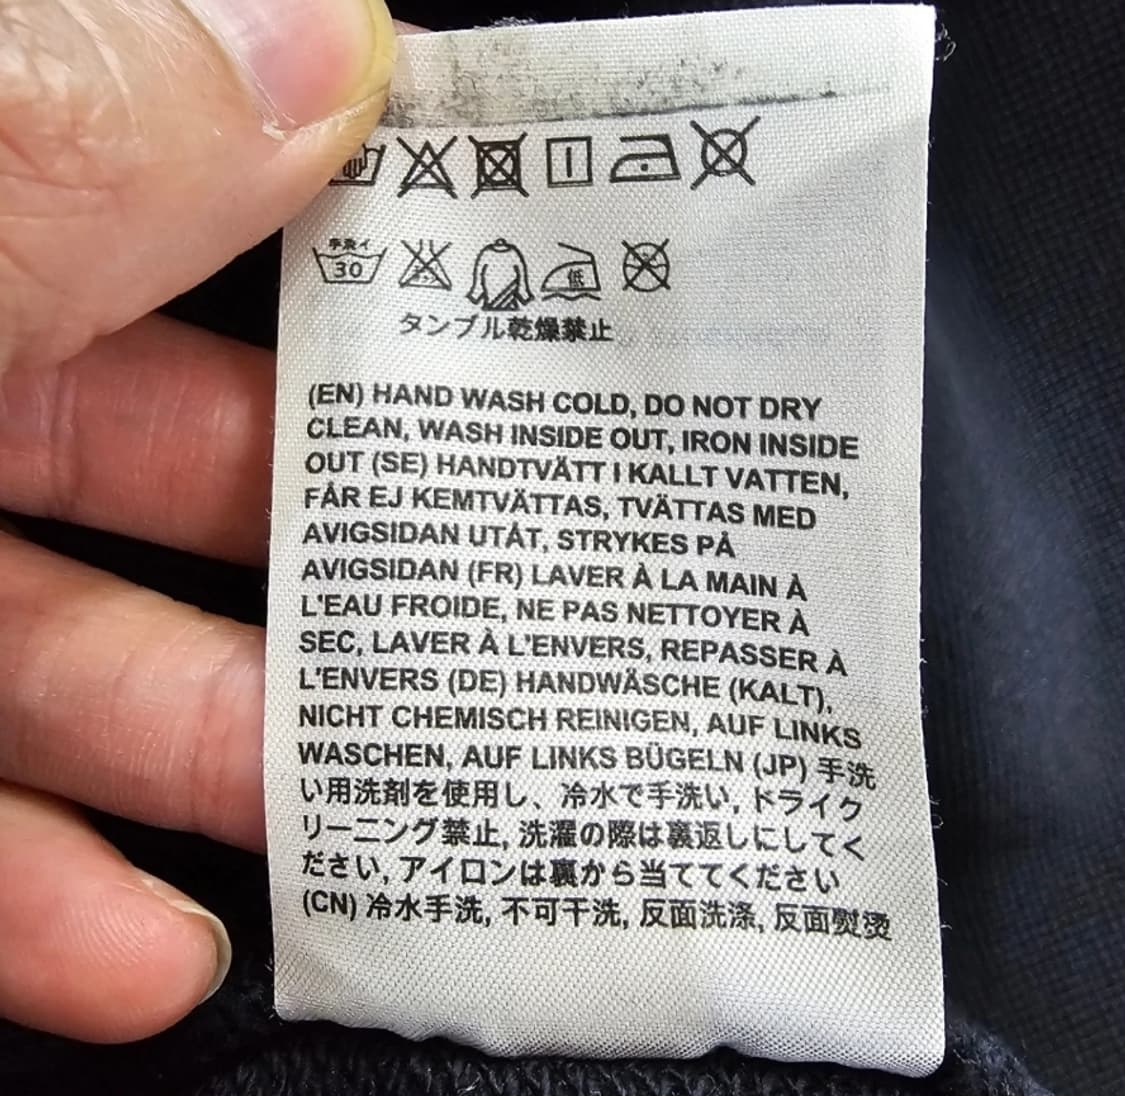 手洗イ
30
低
タンブル乾燥禁止
(EN) HAND WASH COLD, DO NOT DRY
CLEAN, WASH INSIDE OUT, IRON INSIDE
OUT (SE) HANDTVÄTT I KALLT VATTEN,
FÅR EJ KEMTVÄTTAS, TVÄTTAS MED
AVIGSIDAN UTÅT, STRYKES PÅ
AVIGSIDAN (FR) LAVER À LA MAIN À
L'EAU FROIDE, NE PAS NETTOYER À
SEC, LAVER À L'ENVERS, REPASSER À
L'ENVERS (DE) HANDWÄSCHE (KALT),
NICHT CHEMISCH REINIGEN, AUF LINKS
WASCHEN, AUF LINKS BÜGELN (JP) 手洗
い用洗剤を使用し、冷水で手洗い, ドライク
リーニング禁止, 洗濯の際は裏返しにしてく
ださい, アイロンは裏から当ててください
(CN) 冷水手洗, 不可干洗, 反面洗涤, 反面熨烫